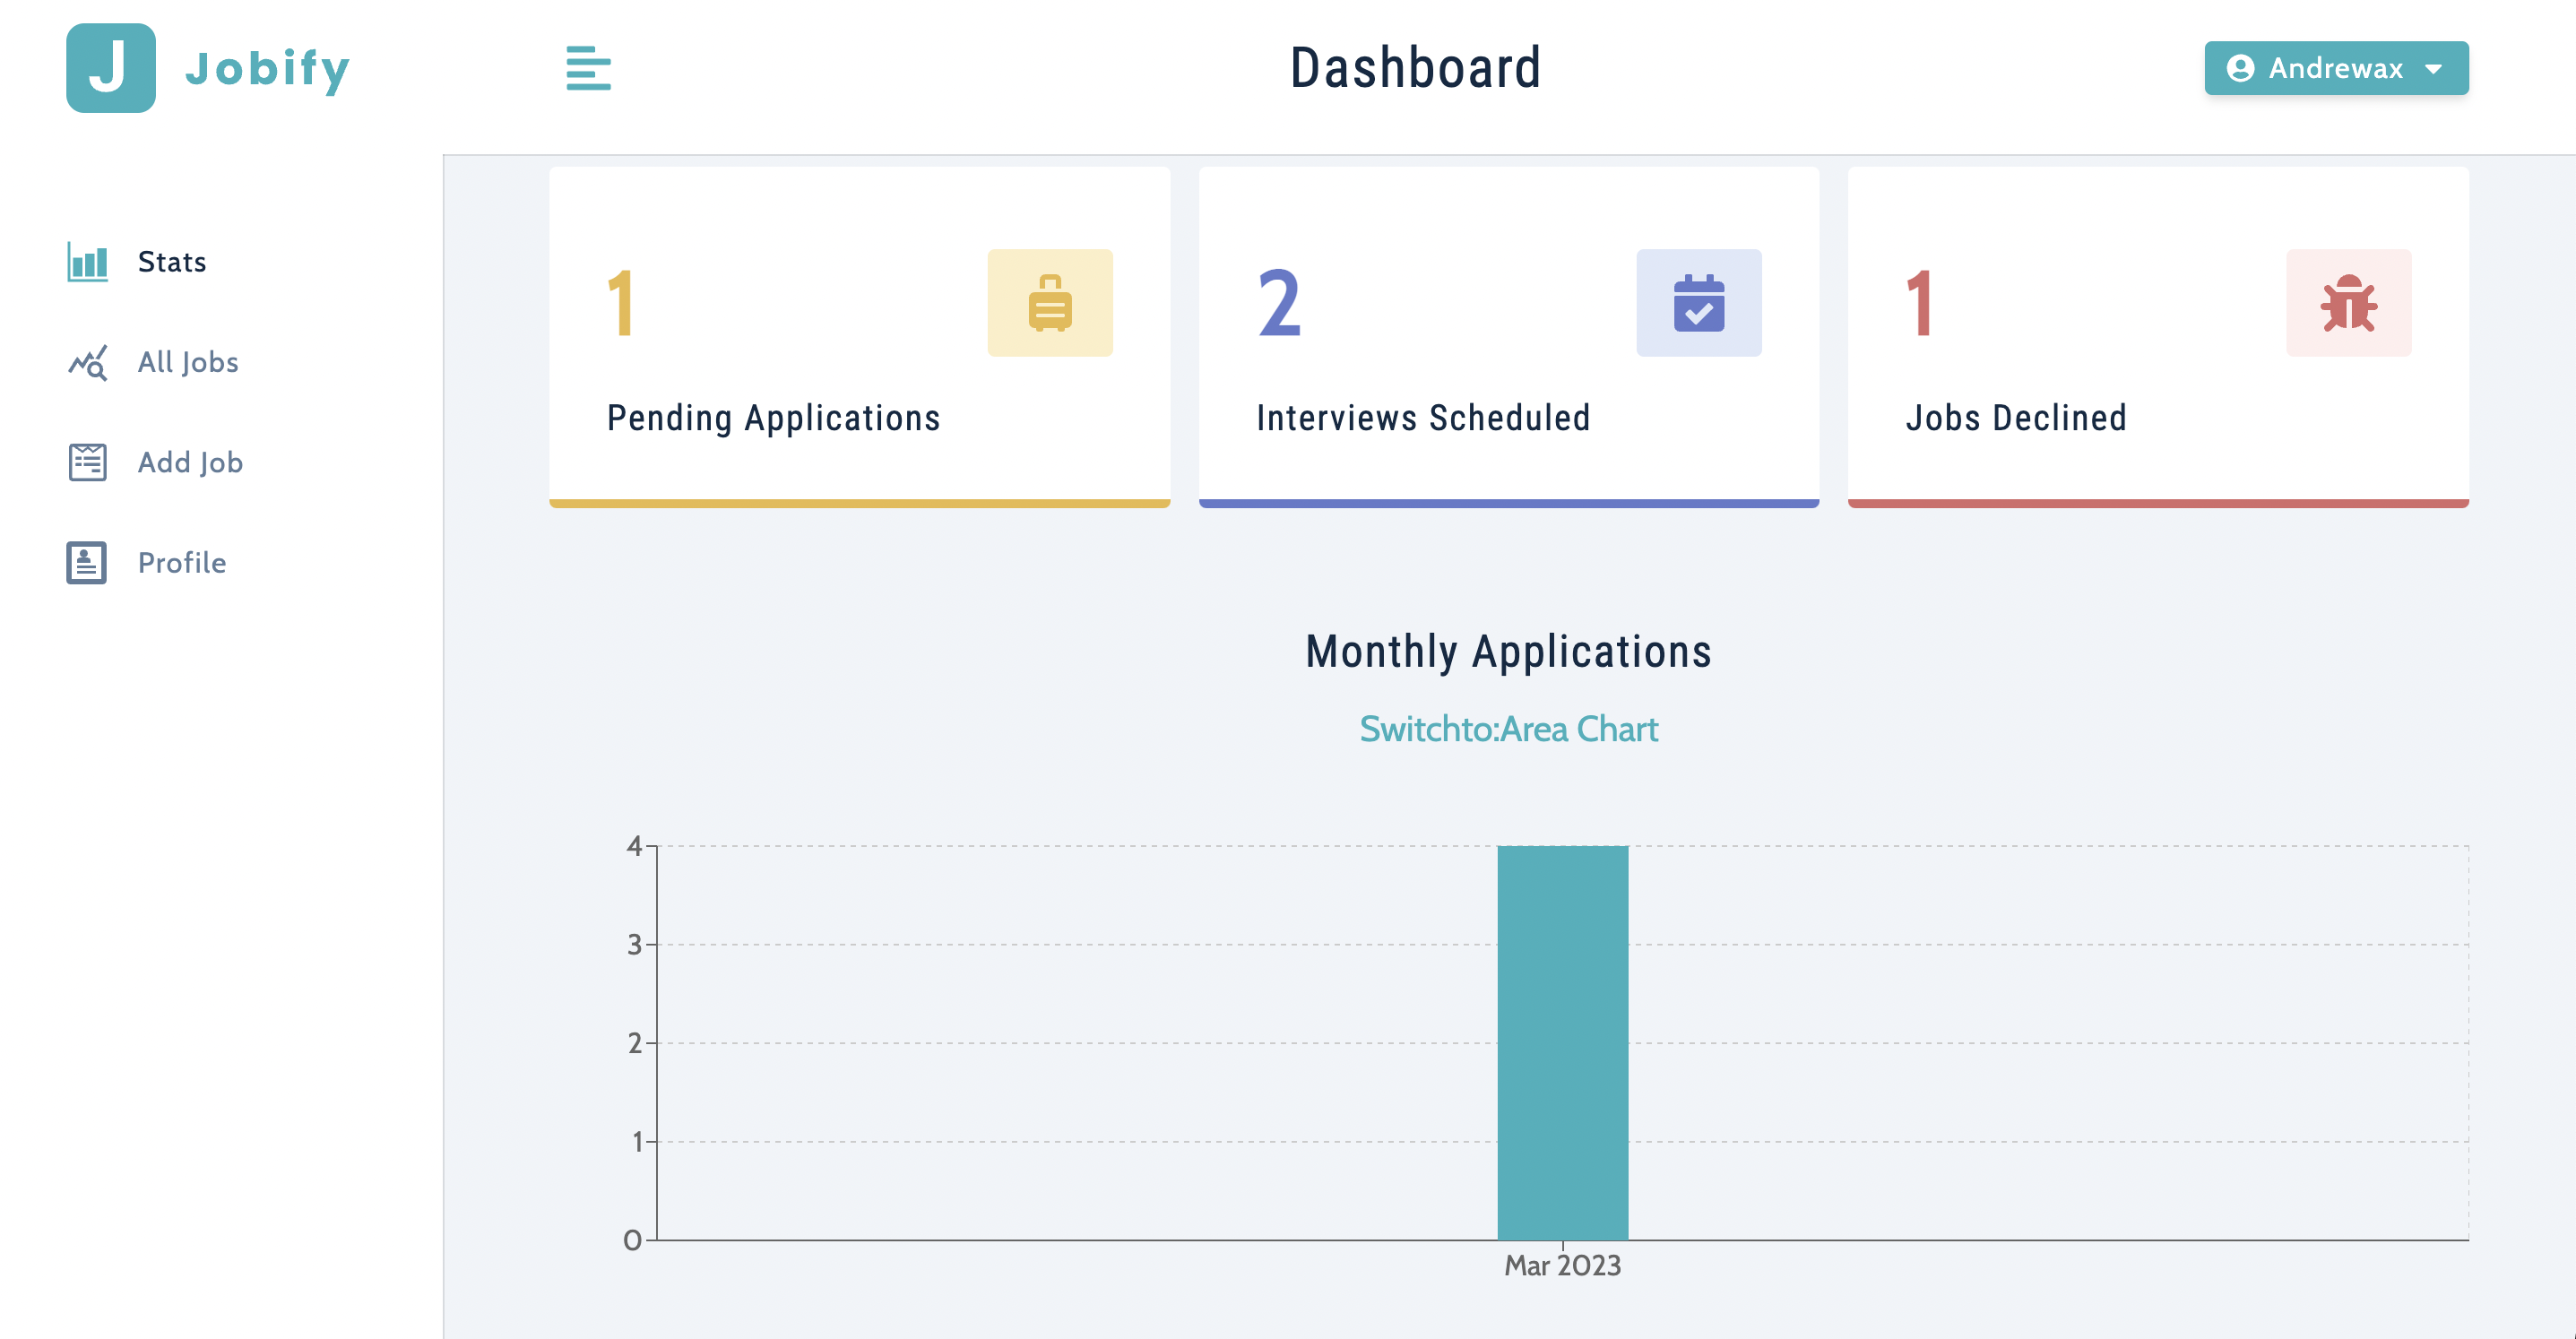 J Jobify
Dashboard
Andrewax
Stats
All Jobs
Add Job
Profile
1
Pending Applications
2
Interviews Scheduled
1
Jobs Declined
Monthly Applications
Switchto:Area Chart
4
3
2
1
0
Mar 2023